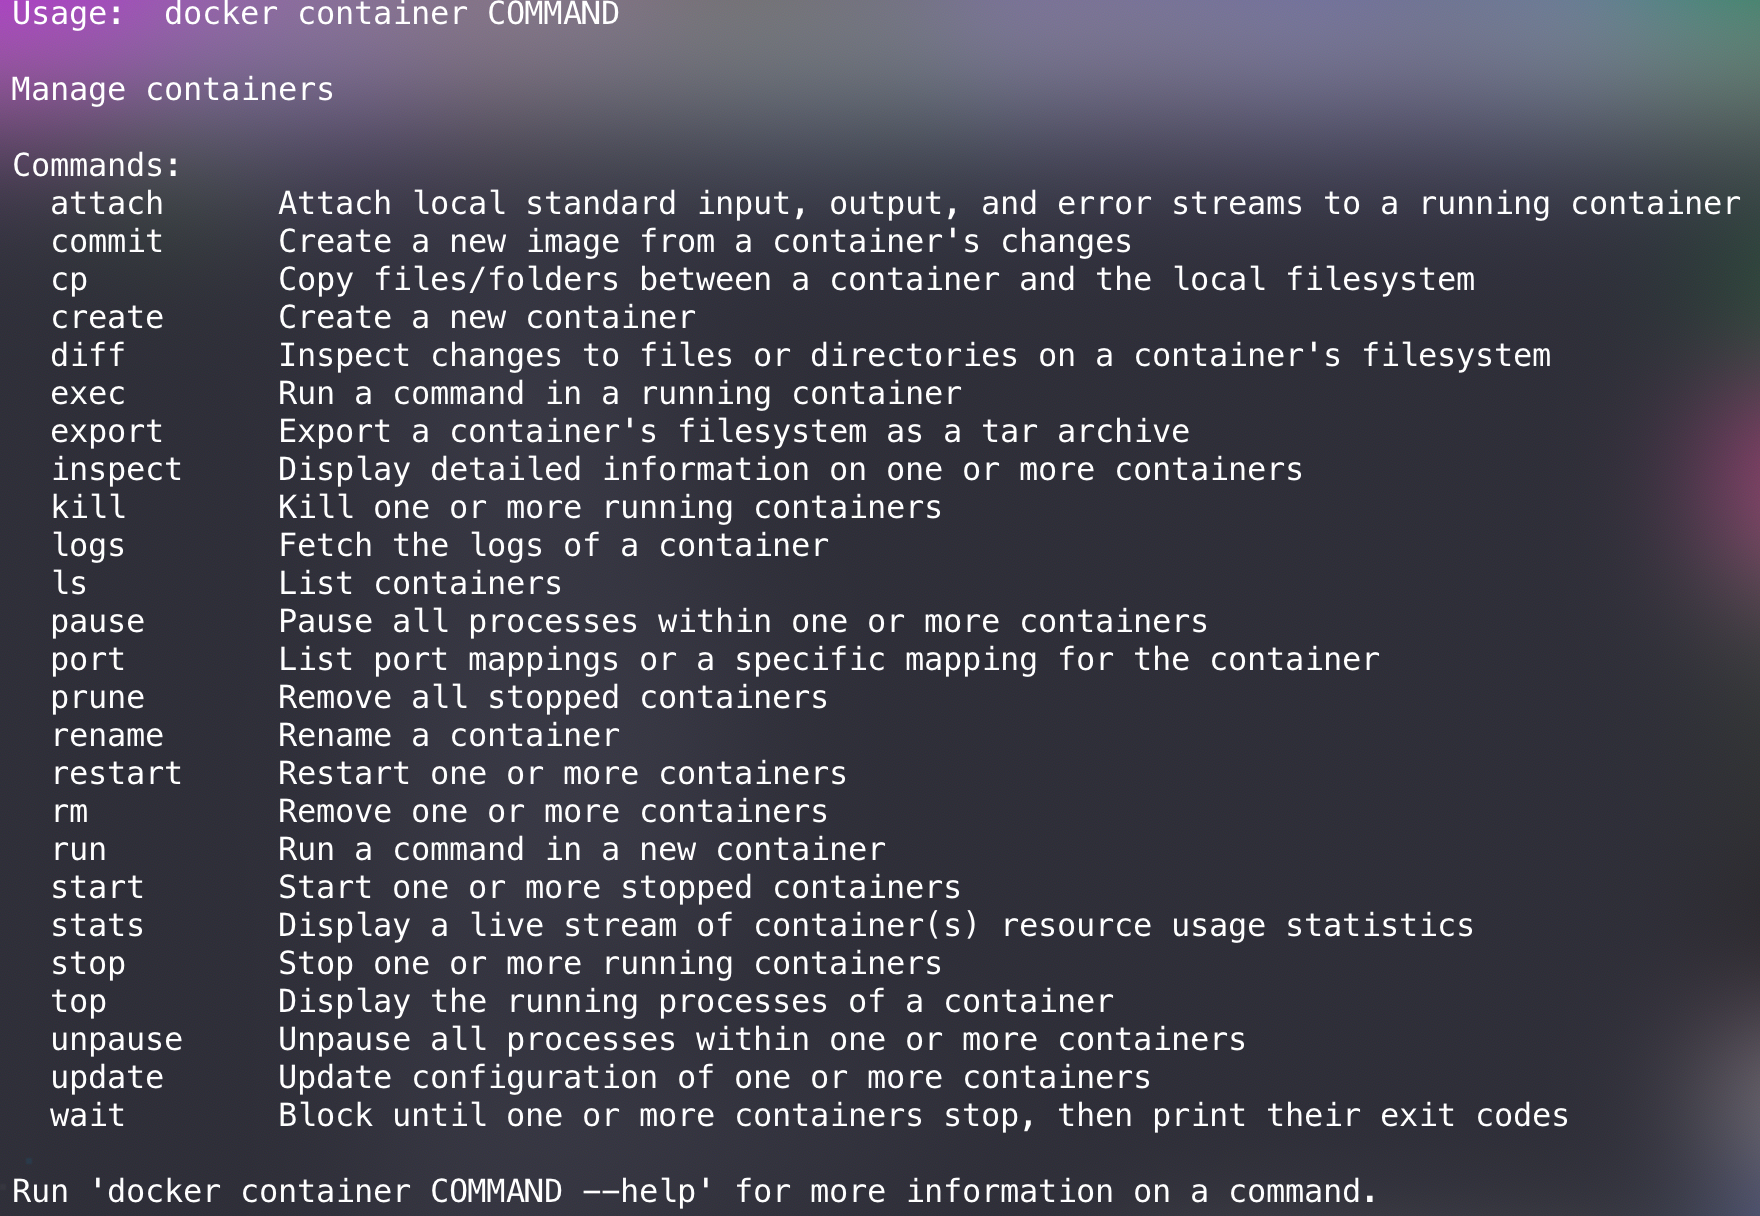 Usage:  docker container COMMAND

Manage containers

Commands:
  attach      Attach local standard input, output, and error streams to a running container
  commit      Create a new image from a container's changes
  cp          Copy files/folders between a container and the local filesystem
  create      Create a new container
  diff        Inspect changes to files or directories on a container's filesystem
  exec        Run a command in a running container
  export      Export a container's filesystem as a tar archive
  inspect     Display detailed information on one or more containers
  kill        Kill one or more running containers
  logs        Fetch the logs of a container
  ls          List containers
  pause       Pause all processes within one or more containers
  port        List port mappings or a specific mapping for the container
  prune       Remove all stopped containers
  rename      Rename a container
  restart     Restart one or more containers
  rm          Remove one or more containers
  run         Run a command in a new container
  start       Start one or more stopped containers
  stats       Display a live stream of container(s) resource usage statistics
  stop        Stop one or more running containers
  top         Display the running processes of a container
  unpause     Unpause all processes within one or more containers
  update      Update configuration of one or more containers
  wait        Block until one or more containers stop, then print their exit codes

Run 'docker container COMMAND --help' for more information on a command.